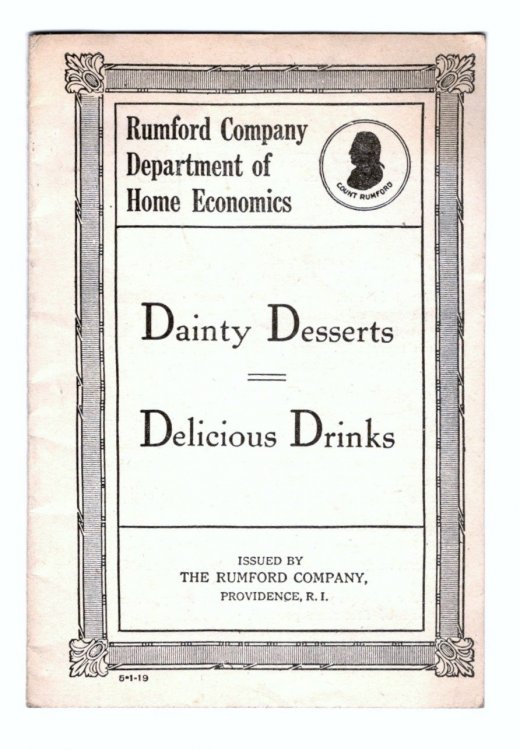 Rumford Company
Department of
Home Economics
COUNT RUMFORD
Dainty Desserts
Delicious Drinks
ISSUED BY
THE RUMFORD COMPANY,
PROVIDENCE, R. I.
5-1-19